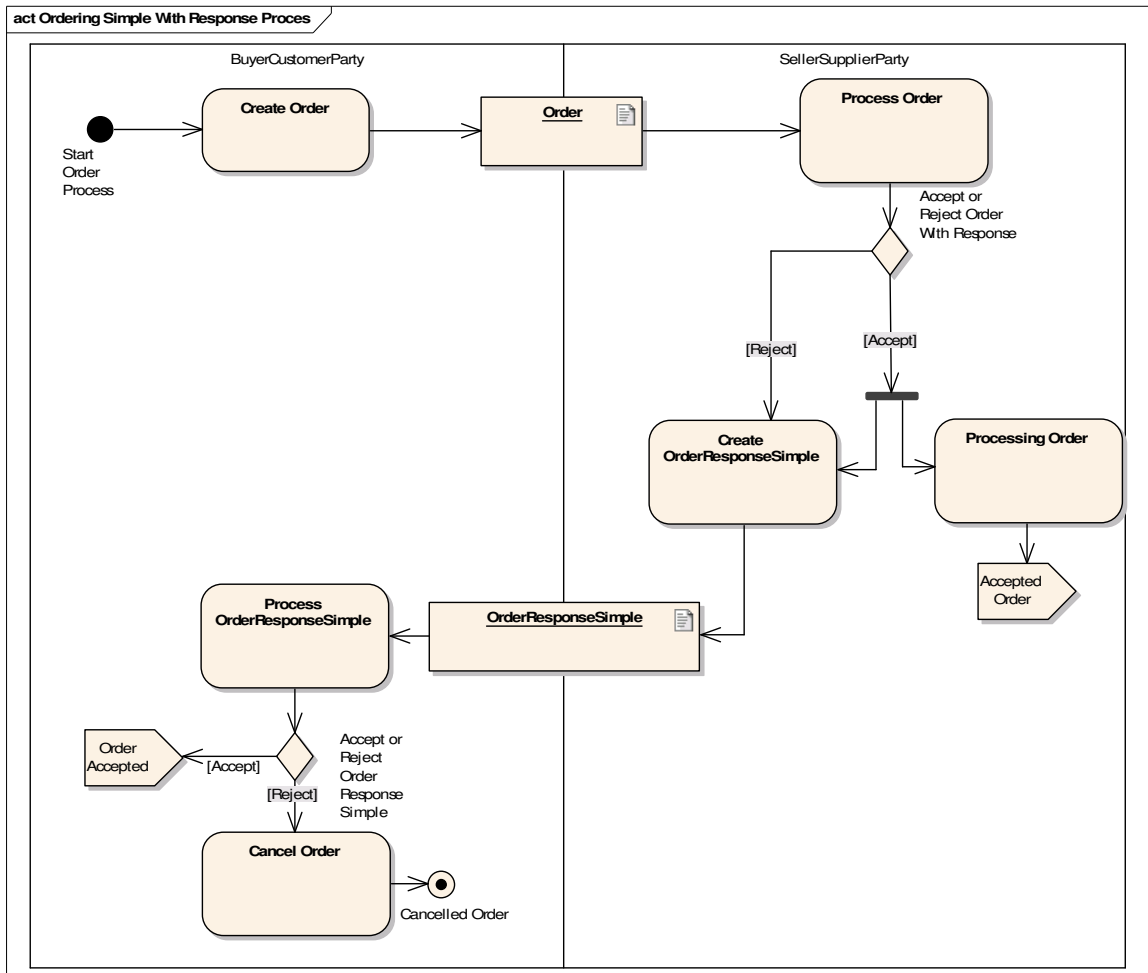 act Ordering Simple With Response Proces
BuyerCustomerParty
SellerSupplierParty
Create Order
Order
Process Order
Start
Order
Process
Accept or
Reject Order
With Response
[Reject]
[Accept]
Create
OrderResponseSimple
Processing Order
Accepted
Order
Process
OrderResponseSimple
OrderResponseSimple
Order
Accepted
[Accept]
Accept or
Reject
Order
Response
Simple
[Reject]
Cancel Order
Cancelled Order